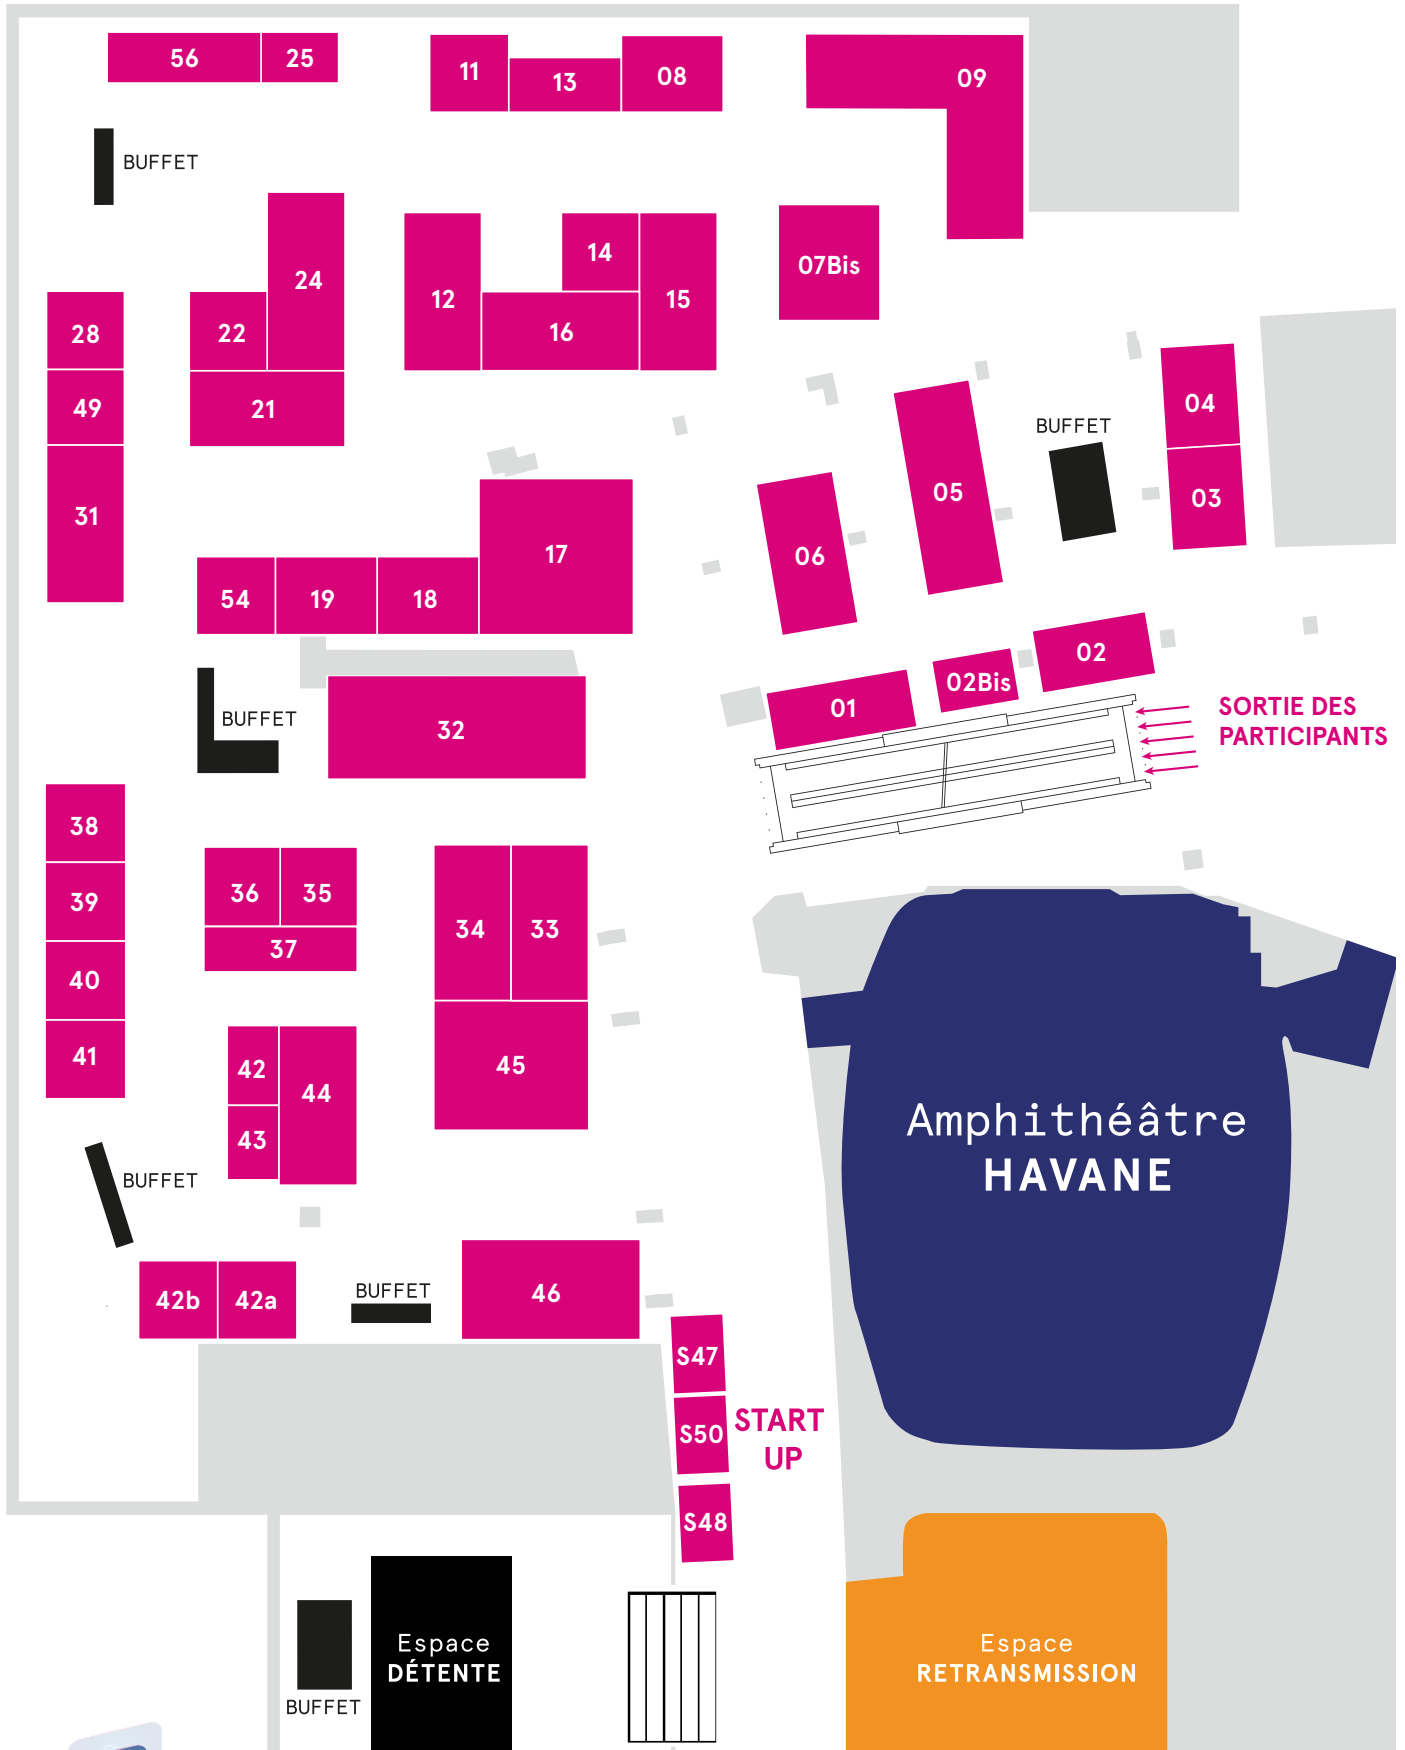 56
25
11
13
08
09
BUFFET
24
14
12
15
07Bis
22
16
28
49
21
04
BUFFET
31
05
03
17
06
54
19
18
02
02Bis
01
SORTIE DES
PARTICIPANTS
BUFFET
32
38
36
35
39
34
33
37
40
41
42
44
45
43
Amphithéâtre
HAVANE
BUFFET
42b
42a
BUFFET
46
S47
S50
START
UP
S48
Espace
DÉTENTE
BUFFET
Espace
RETRANSMISSION